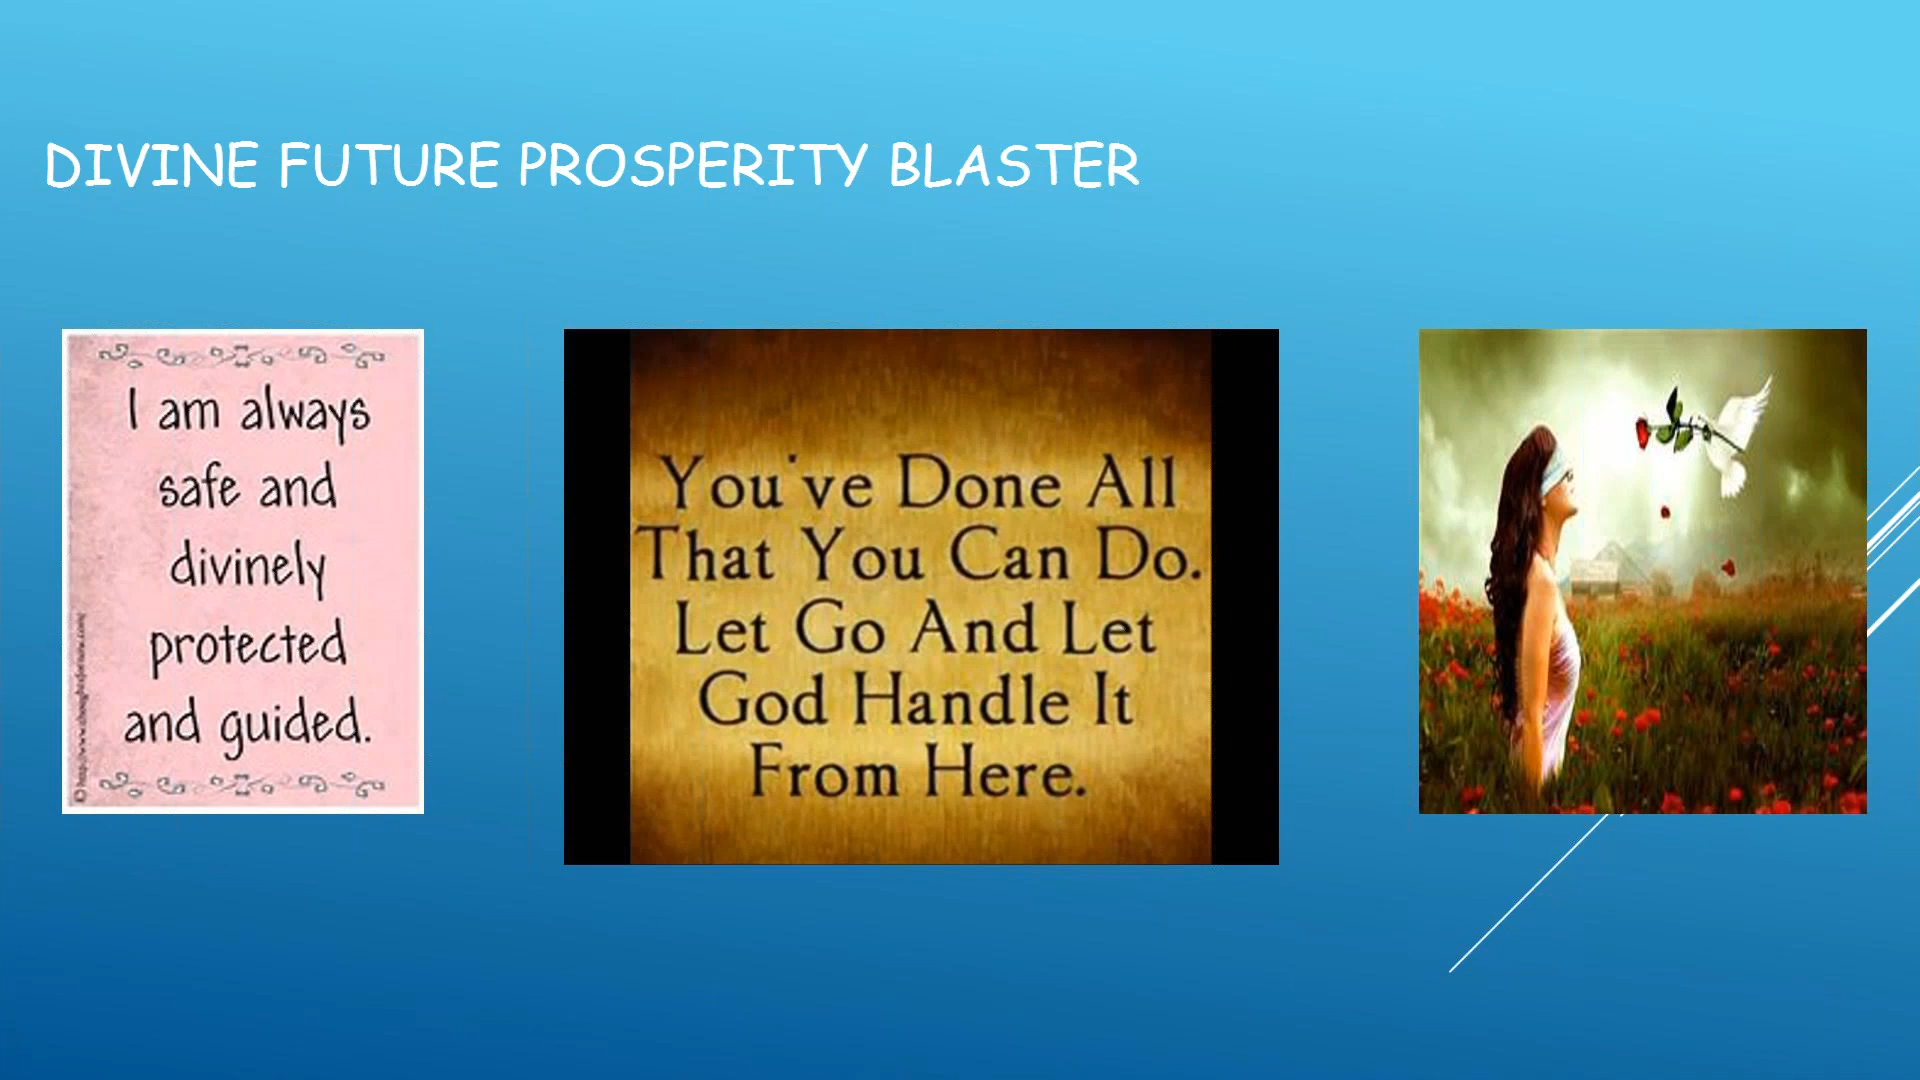 DIVINE FUTURE PROSPERITY BLASTER
I am always
safe and
divinely
protected
and guided.
You've Done All
That You Can Do.
Let Go And Let
God Handle It
From Here.